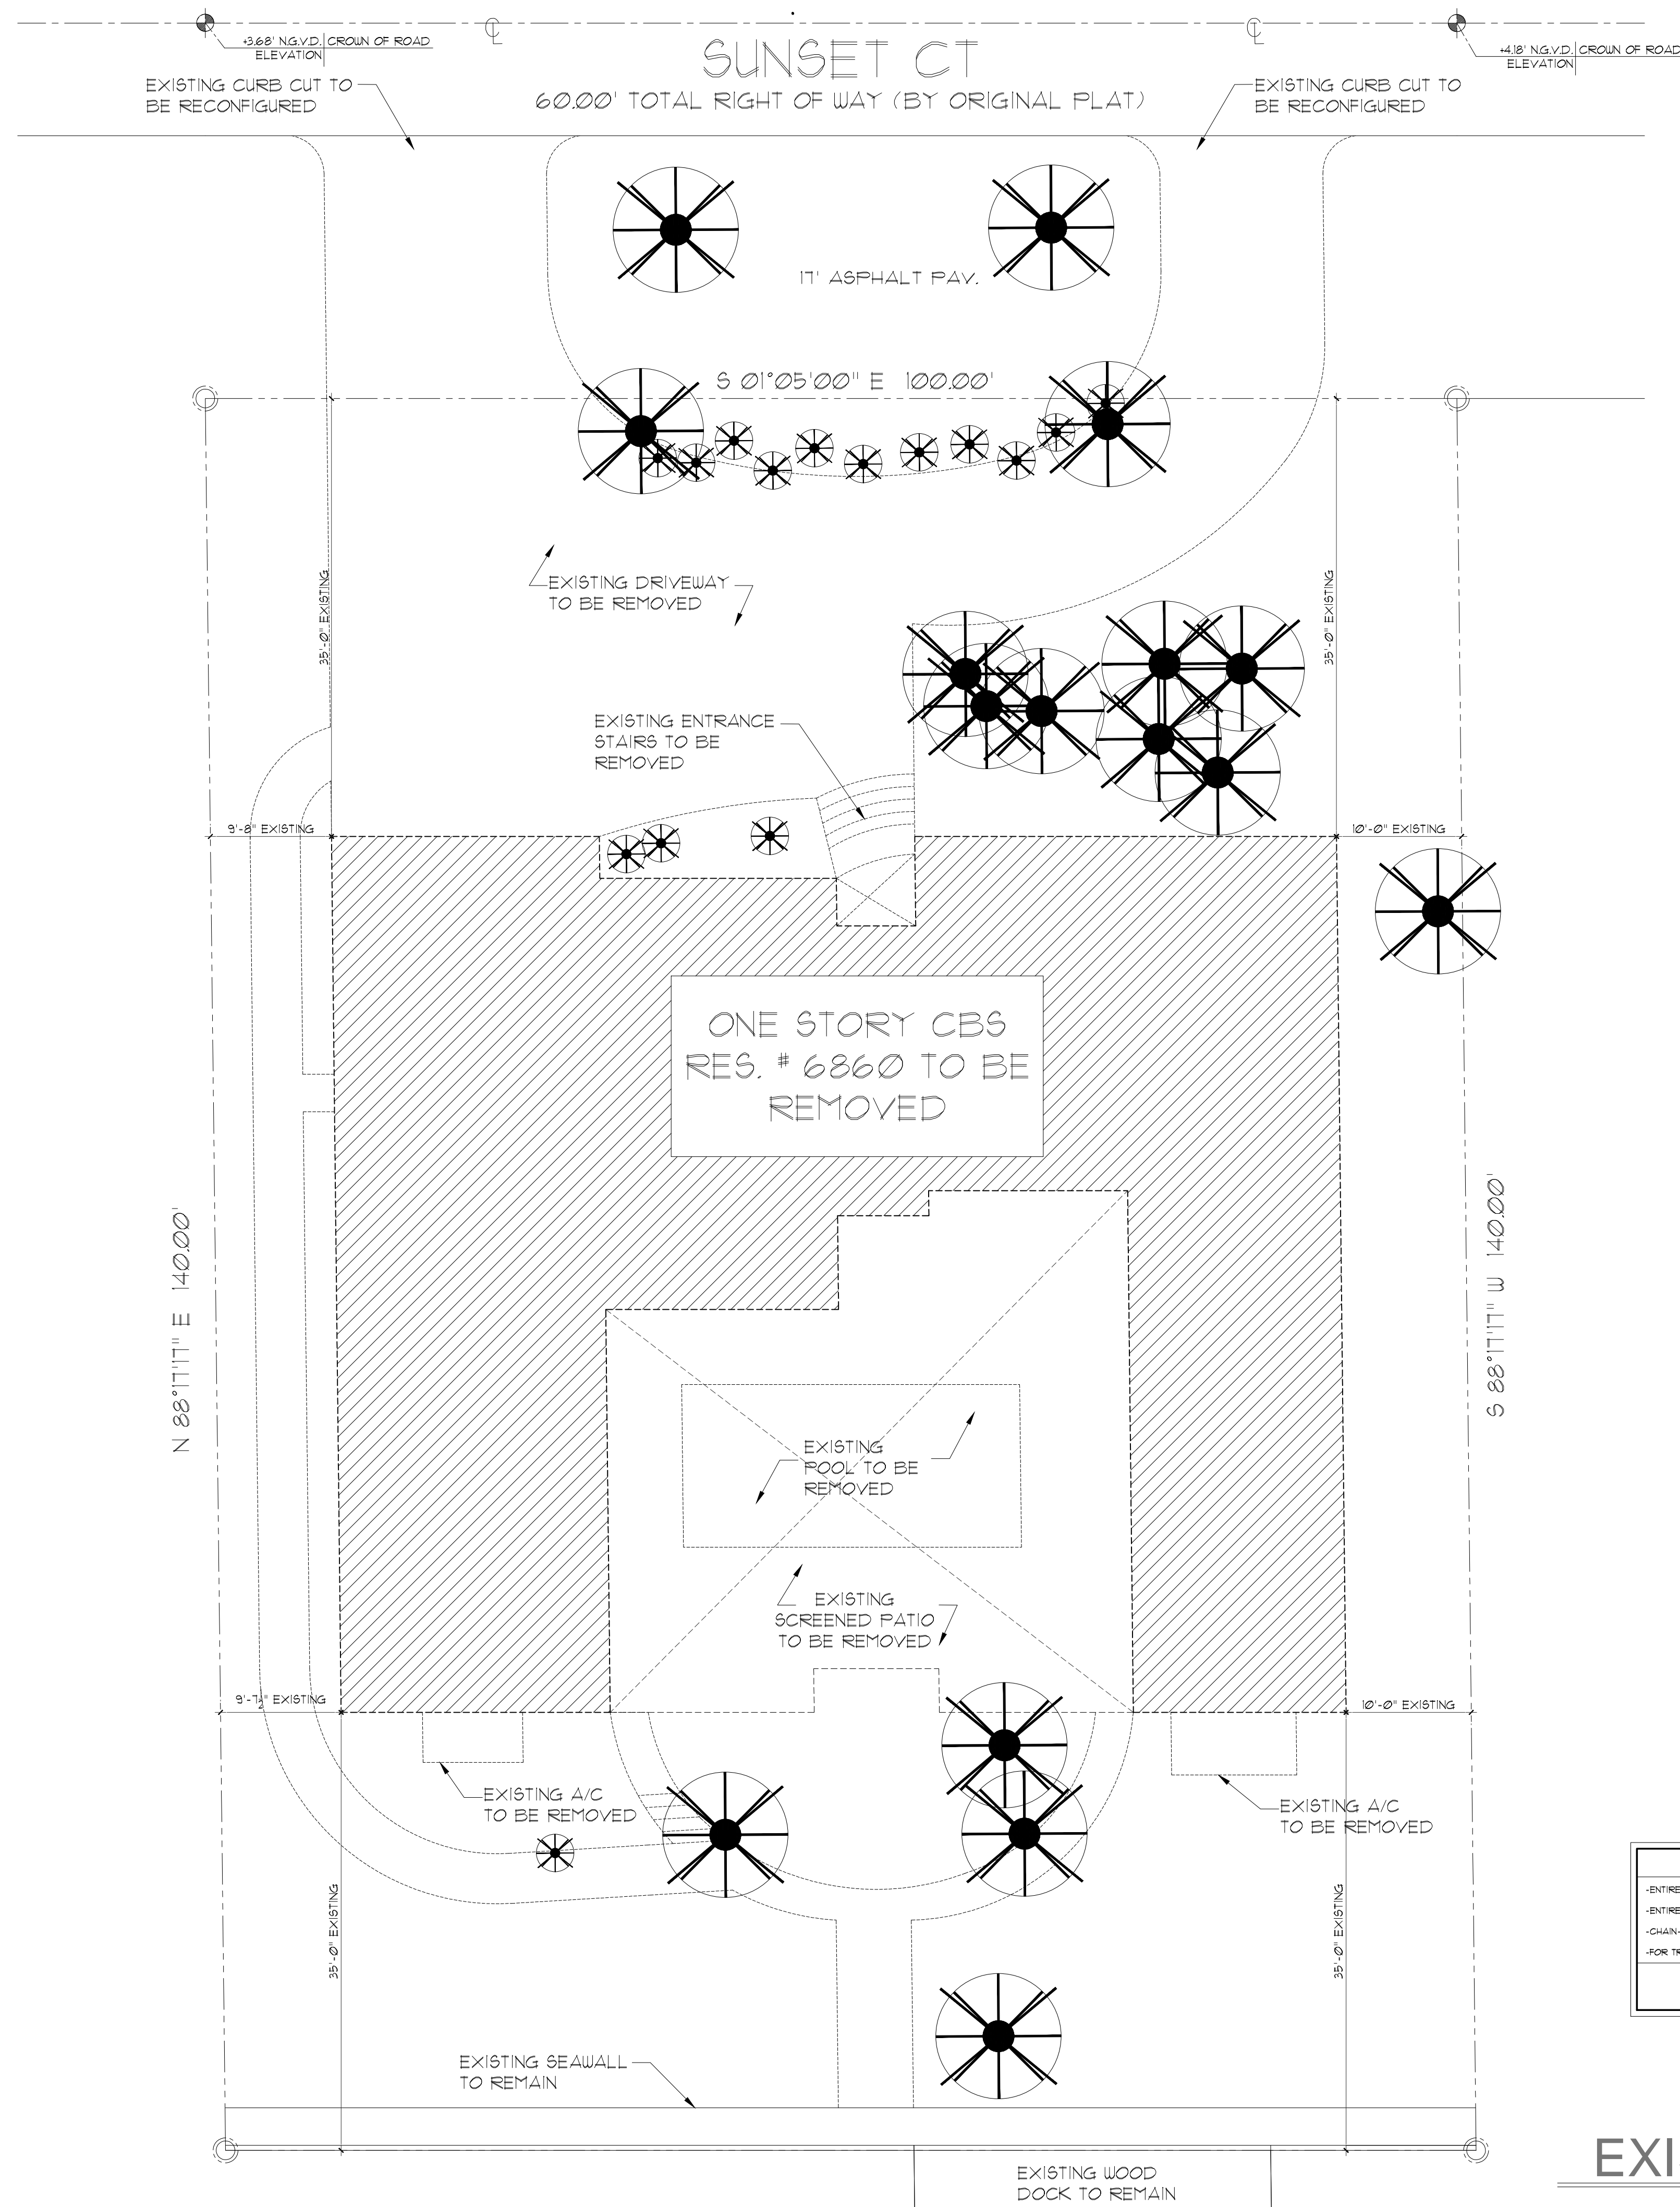 +3.68' N.G.V.D. CROWN OF ROAD
ELEVATION
+4.18' N.G.V.D. CROWN OF ROAD
ELEVATION
SUNSET CT
60.00' TOTAL RIGHT OF WAY (BY ORIGINAL PLAT)
EXISTING CURB CUT TO
BE RECONFIGURED
EXISTING CURB CUT TO
BE RECONFIGURED
17' ASPHALT PAV.
S 01°05'00" E 100.00'
35'-0" EXISTING
EXISTING DRIVEWAY
TO BE REMOVED
35'-0" EXISTING
EXISTING ENTRANCE
STAIRS TO BE
REMOVED
9'-8" EXISTING
10'-0" EXISTING
ONE STORY CBS
RES. # 6860 TO BE
REMOVED
N 88°17'17" E 140.00'
S 88°17'17" W 140.00'
EXISTING
POOL TO BE
REMOVED
EXISTING
SCREENED PATIO
TO BE REMOVED
EXISTING
10'-0" EXISTING
EXISTING A/C
TO BE REMOVED
EXISTING A/C
TO BE REMOVED
35'-0" EXISTING
35'-0" EXISTING
-ENTIRE
-ENTIRE
-CHAIN-
-FOR
EXISTING SEAWALL
TO REMAIN
EXISTING WOOD
DOCK TO REMAIN